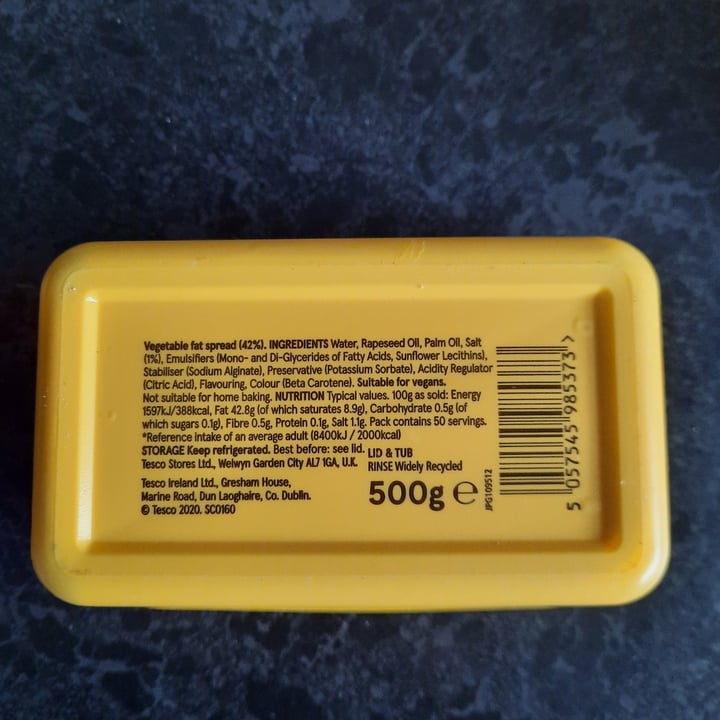 Vegetable fat spread (42%). INGREDIENTS Water, Rapeseed Oil, Palm Oil, Salt
(1%), Emulsifiers (Mono- and Di-Glycerides of Fatty Acids, Sunflower Lecithins),
Stabiliser (Sodium Alginate), Preservative (Potassium Sorbate), Acidity Regulator
(Citric Acid), Flavouring, Colour (Beta Carotene). Suitable for vegans.
Not suitable for home baking. NUTRITION Typical values. 100g as sold: Energy
1597kJ/388kcal, Fat 42.8g (of which saturates 8.9g), Carbohydrate 0.5g (of
which sugars 0.1g), Fibre 0.5g, Protein 0.1g, Salt 1.1g. Pack contains 50 servings.
*Reference intake of an average adult (8400kJ / 2000kcal)
STORAGE Keep refrigerated. Best before: see lid.
Tesco Stores Ltd., Welwyn Garden City AL7 1GA, U.K.
Tesco Ireland Ltd., Gresham House,
Marine Road, Dun Laoghaire, Co. Dublin.
© Tesco 2020. SC0160
LID & TUB
RINSE Widely Recycled
500g ℮
JPG109512
5 057545 985373 >